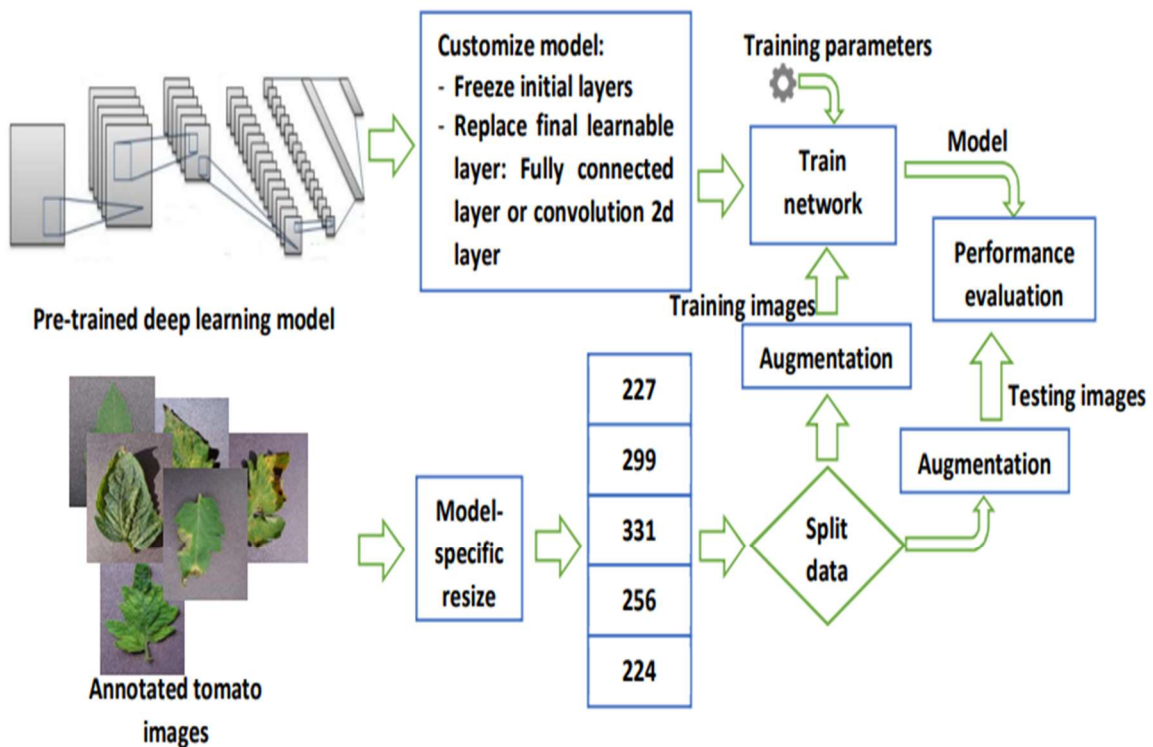 Customize model:
- Freeze initial layers
- Replace final learnable
layer: Fully connected
layer or convolution 2d
layer
Training parameters
Train
network
Model
Performance
evaluation
Pre-trained deep learning model
Training images
Augmentation
Testing images
Augmentation
Annotated tomato
images
Model-
specific
resize
227
299
331
256
224
Split
data